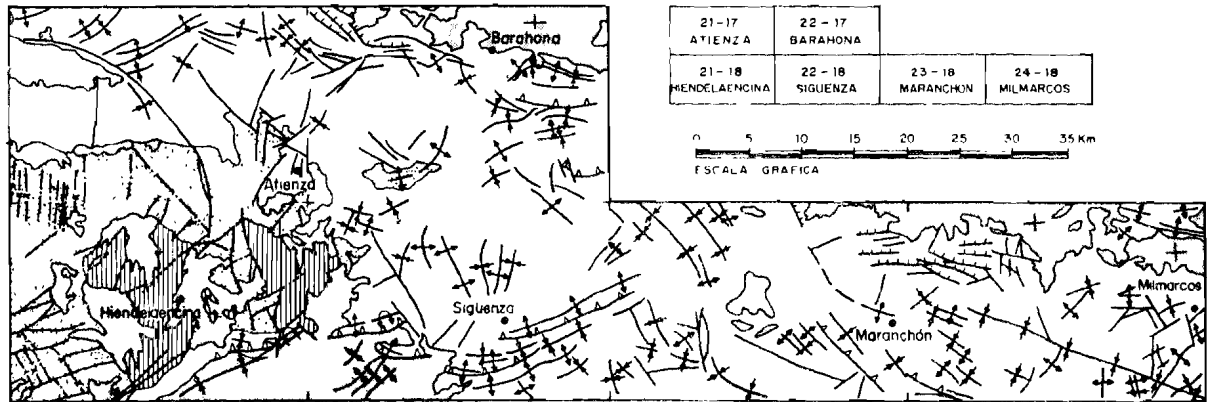 Barahona
21-17
ATIENZA
22-17
BARAHONA
21-18
HIENDELAENCINA
22-18
SIGUENZA
23-18
MARANCHON
24-18
MILMARCOS
0 5 10 15 20 25 30 35 Km
ESCALA GRAFICA
Atienza
Hiendelaencina
Sigüenza
Maranchón
Milmarcos